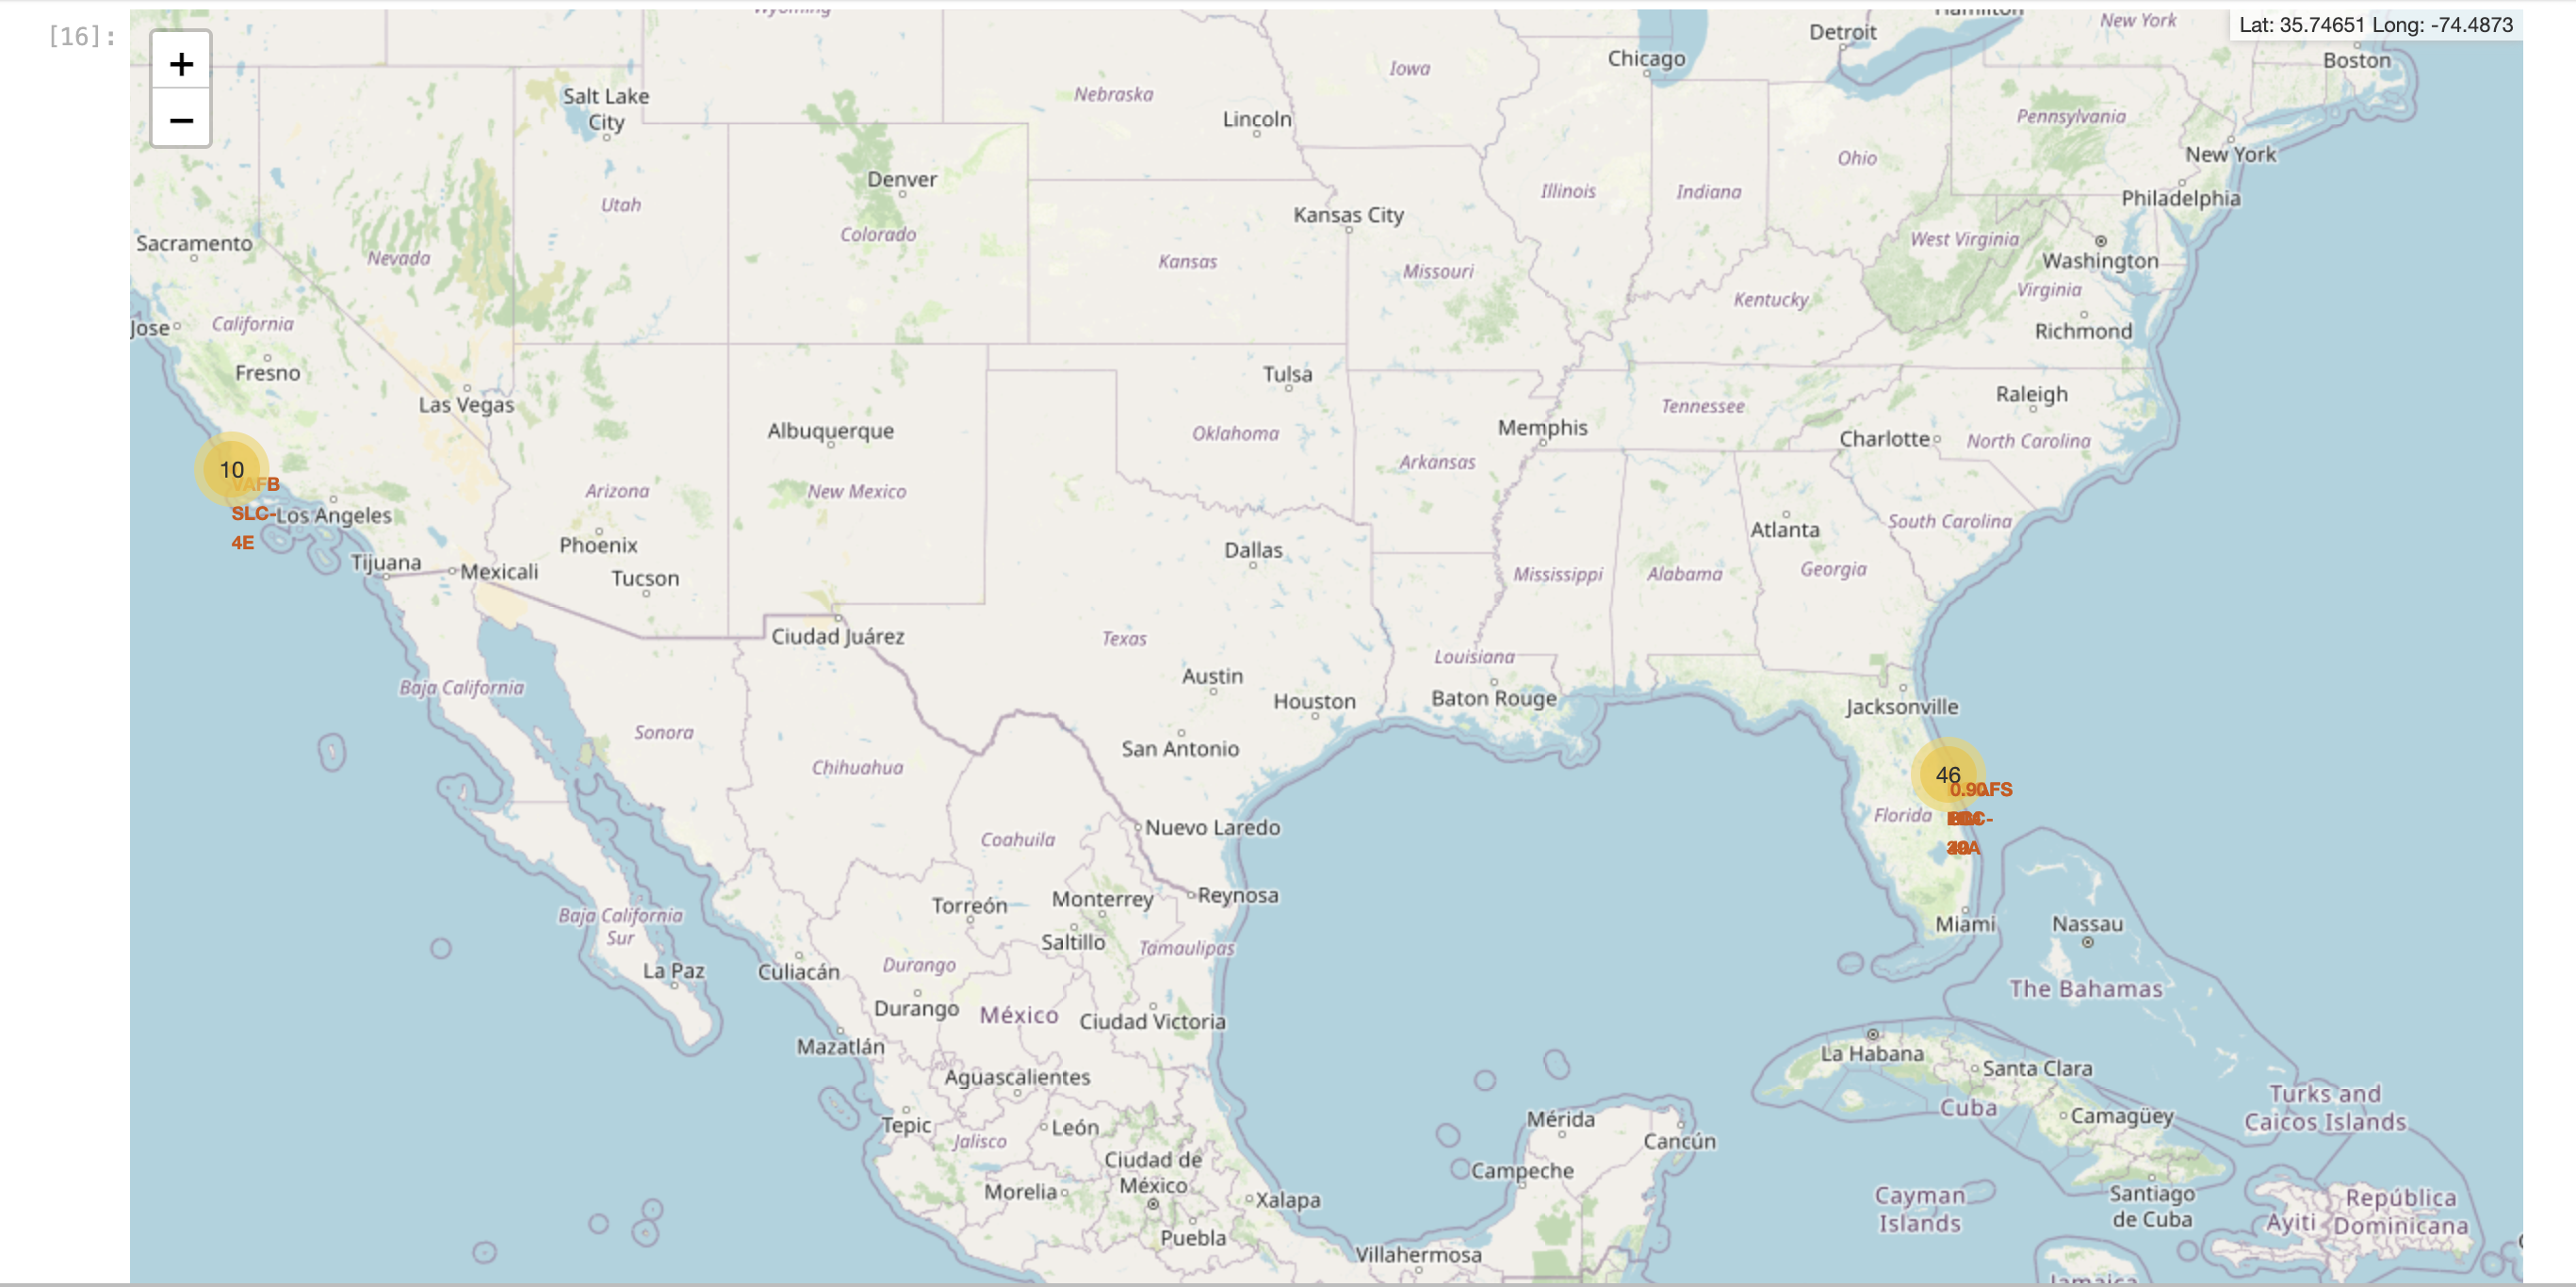 [16]:
+
−
Lat: 35.74651 Long: -74.4873
New York
Detroit
Chicago
Boston
Iowa
Salt Lake
City
Nebraska
Lincoln
Pennsylvania
New York
Ohio
Denver
Illinois
Indiana
Philadelphia
Utah
Kansas City
Colorado
Sacramento
West Virginia
Nevada
Kansas
Missouri
Washington
Virginia
Kentucky
Jose
California
Richmond
Fresno
Tulsa
Las Vegas
Raleigh
Tennessee
Albuquerque
Oklahoma
Memphis
Charlotte
North Carolina
10
Arkansas
VAFB
SLC-
4E
Arizona
New Mexico
Los Angeles
South Carolina
Atlanta
Phoenix
Dallas
Tijuana
Mexicali
Tucson
Mississippi
Alabama
Georgia
Ciudad Juárez
Texas
Louisiana
Austin
Baja California
Houston
Baton Rouge
Jacksonville
Sonora
San Antonio
Chihuahua
46
Florida
Nuevo Laredo
Coahuila
Reynosa
Torreón
Monterrey
Baja California
Sur
Miami
Nassau
Saltillo
Tamaulipas
La Paz
Culiacán
Durango
The Bahamas
Durango
México
Ciudad Victoria
Mazatlán
La Habana
Santa Clara
Aguascalientes
Turks and
Caicos Islands
Cuba
Camagüey
Tepic
Jalisco
León
Mérida
Cancún
Ciudad de
México
Campeche
Morelia
Xalapa
Cayman
Islands
Santiago
de Cuba
República
Dominicana
Ayiti
Puebla
Villahermosa